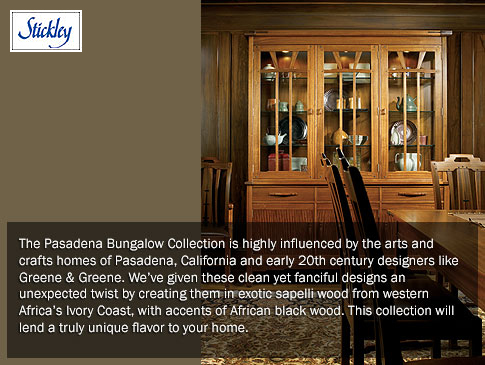 Stickley
The Pasadena Bungalow Collection is highly influenced by the arts and
crafts homes of Pasadena, California and early 20th century designers like
Greene & Greene. We've given these clean yet fanciful designs an
unexpected twist by creating them in exotic sapelli wood from western
Africa's Ivory Coast, with accents of African black wood. This collection will
lend a truly unique flavor to your home.